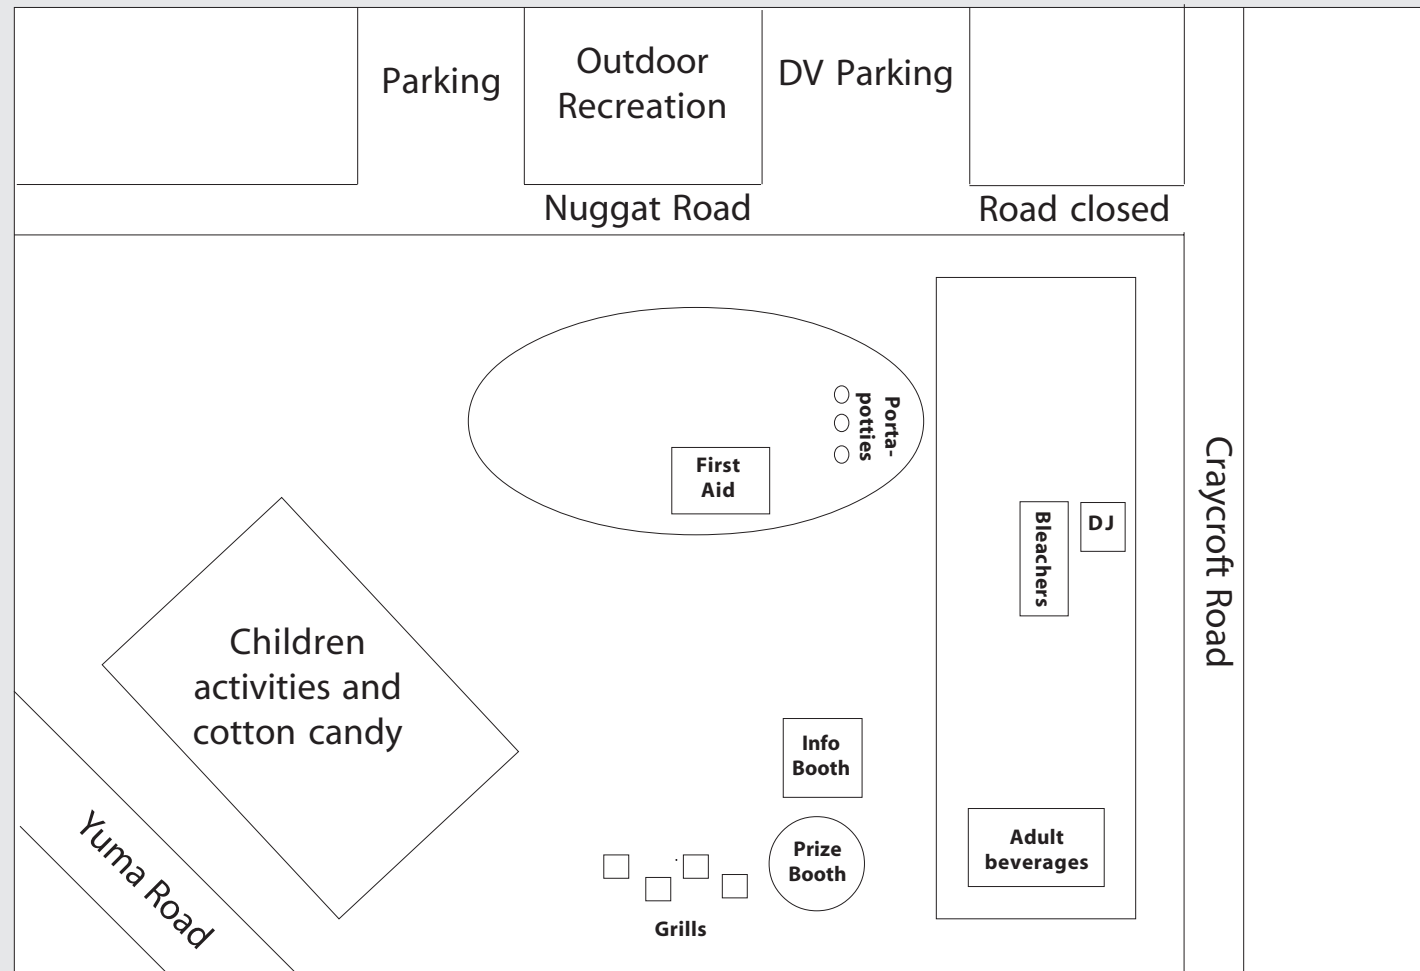 Parking
Outdoor
Recreation
DV Parking
Nuggat Road
Road closed
Porta-
potties
First
Aid
Bleachers
DJ
Craycroft Road
Children
activities and
cotton candy
Info
Booth
Yuma Road
Prize
Booth
Adult
beverages
Grills